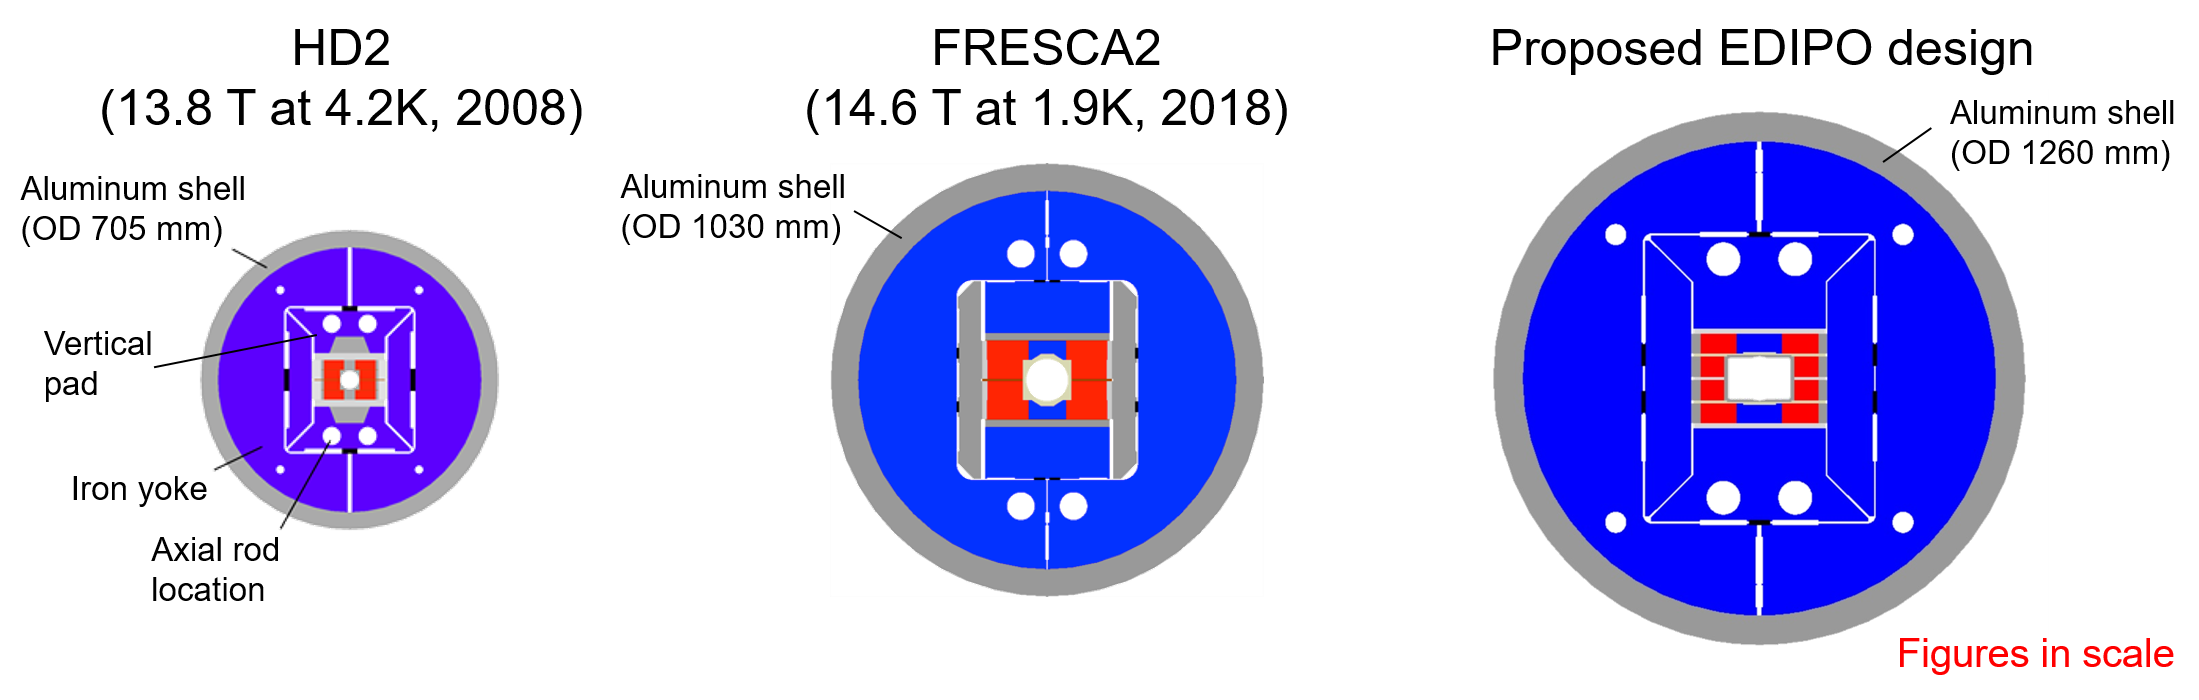 HD2
(13.8 T at 4.2K, 2008)
Aluminum shell
(OD 705 mm)
Vertical
pad
Iron yoke
Axial rod
location
FRESCA2
(14.6 T at 1.9K, 2018)
Aluminum shell
(OD 1030 mm)
Proposed EDIPO design
Aluminum shell
(OD 1260 mm)
Figures in scale